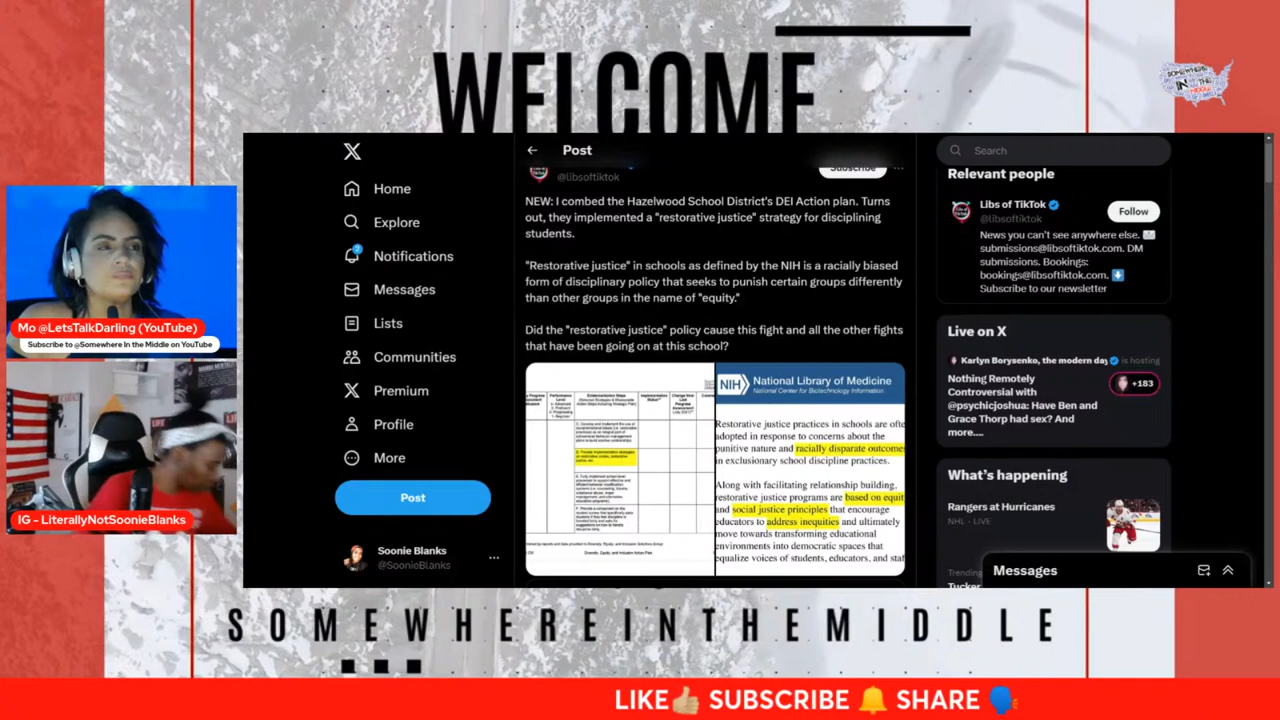 WELCOME
SOMEWHERE
IN THE
MIDDLE
Post
Search
@libsoftiktok
Subscribe
Home
Explore
2
Notifications
Messages
Lists
Communities
Premium
Profile
More
Post
Soonie Blanks
@SoonieBlanks
NEW: I combed the Hazelwood School District's DEI Action plan. Turns
out, they implemented a "restorative justice" strategy for disciplining
students.
"Restorative justice" in schools as defined by the NIH is a racially biased
form of disciplinary policy that seeks to punish certain groups differently
than other groups in the name of "equity."
Did the "restorative justice" policy cause this fight and all the other fights
that have been going on at this school?
NIH National Library of Medicine
National Center for Biotechnology Information
Restorative justice practices in schools are ofte
adopted in response to concerns about the
punitive nature and racially disparate outcomes
in exclusionary school discipline practices.
Along with facilitating relationship building,
restorative justice programs are based on equit
and social justice principles that encourage
educators to address inequities and ultimately
move towards transforming educational
environments into democratic spaces that
equalize voices of students, educators, and staf
Relevant people
Libs of TikTok
@libsoftiktok
Follow
News you can't see anywhere else.
submissions@libsoftiktok.com. DM
submissions. Bookings:
bookings@libsoftiktok.com.
Subscribe to our newsletter
Live on X
Karlyn Borysenko, the modern day is hosting
Nothing Remotely
Controversial with
@psychicjoshua: Have Ben and
Grace Thorp had sex? And
more....
+183
What's happening
Rangers at Hurricanes
NHL · LIVE
Trending
Tucker
Messages
Mo @LetsTalkDarling (YouTube)
Subscribe to @Somewhere In the Middle on YouTube
IG - LiterallyNotSoonieBlanks
SOMEWHEREINTHEMIDDLE
LIKE SUBSCRIBE SHARE